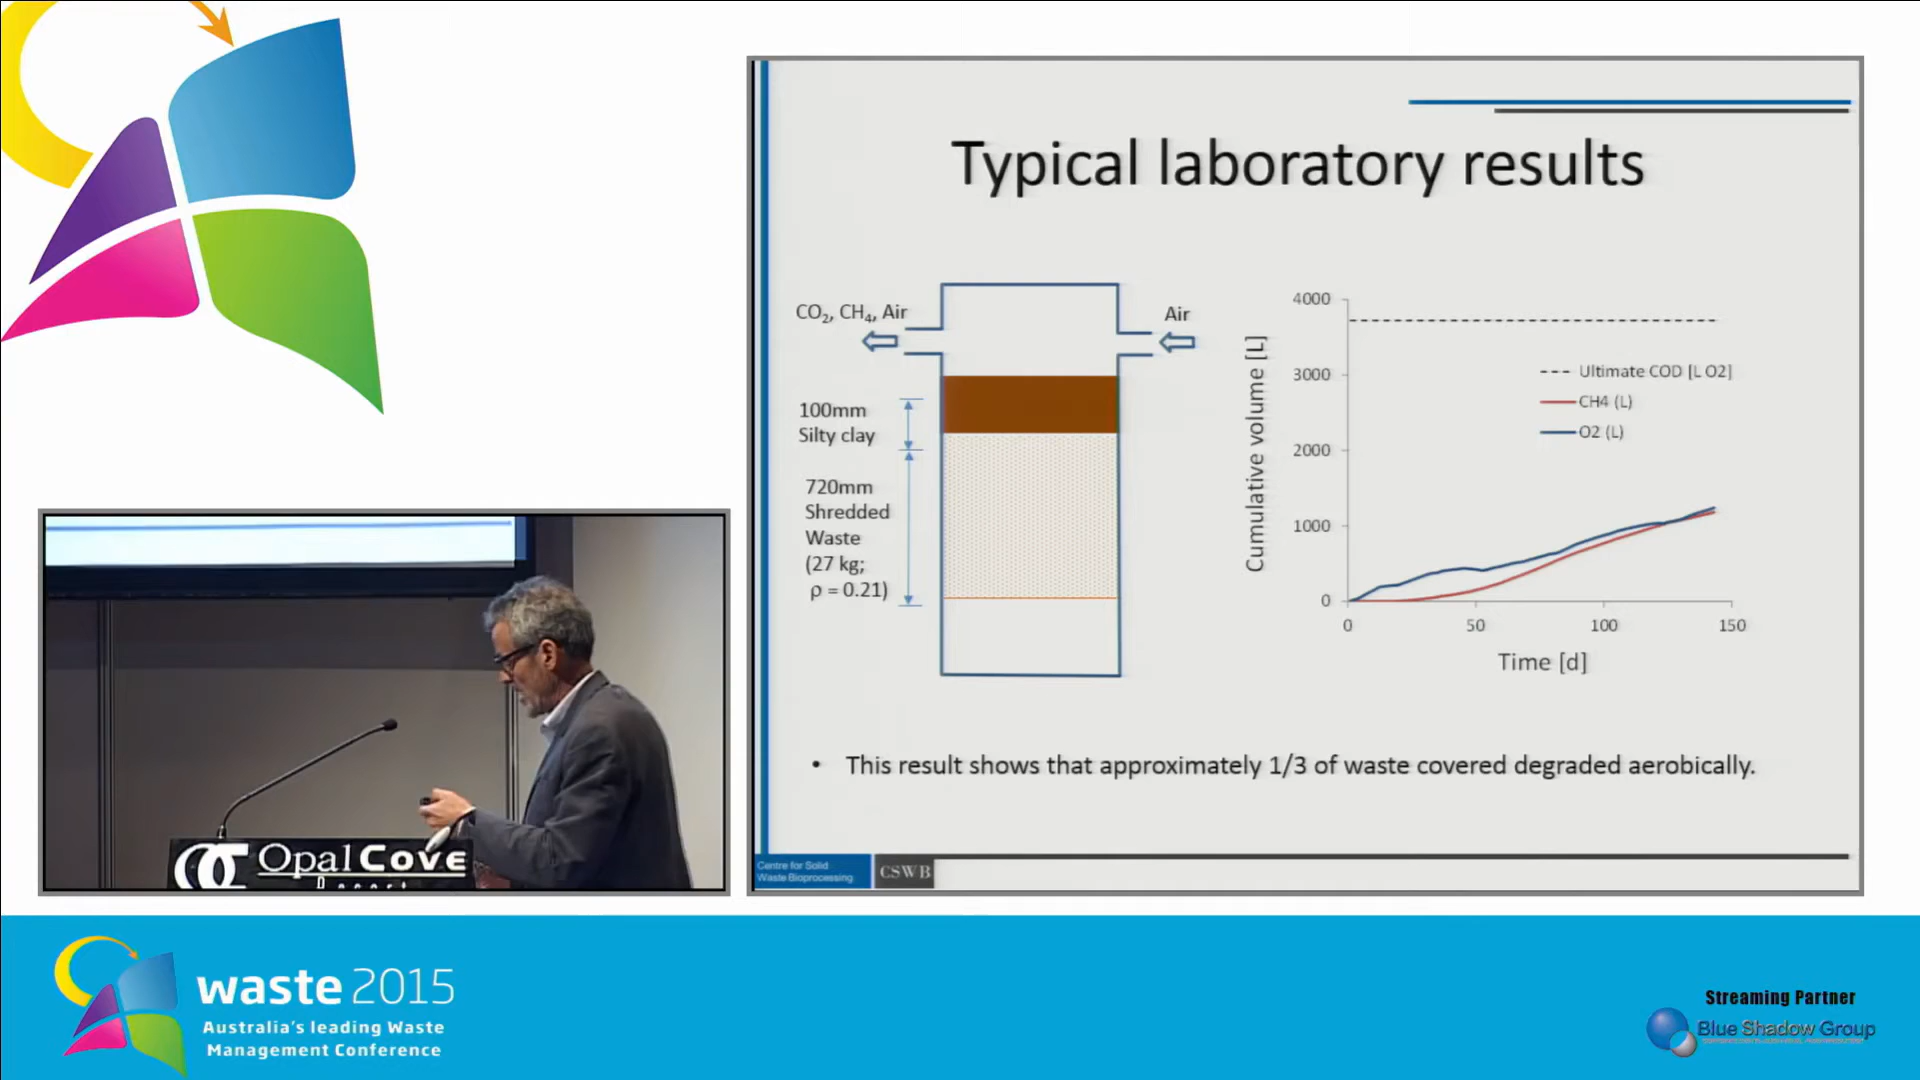 Typical laboratory results
CO2, CH4, Air
Air
100mm
Silty clay
720mm
Shredded
Waste
(27 kg;
ρ = 0.21)
Cumulative volume [L]
4000
3000
2000
1000
0
Ultimate COD [L O2]
CH4 (L)
O2 (L)
0
50
100
150
Time [d]
• This result shows that approximately 1/3 of waste covered degraded aerobically.
Centre for Solid
Waste Bioprocessing
CSWB
Opal Cove
Resort
waste 2015
Australia's leading Waste
Management Conference
Streaming Partner
Blue Shadow Group